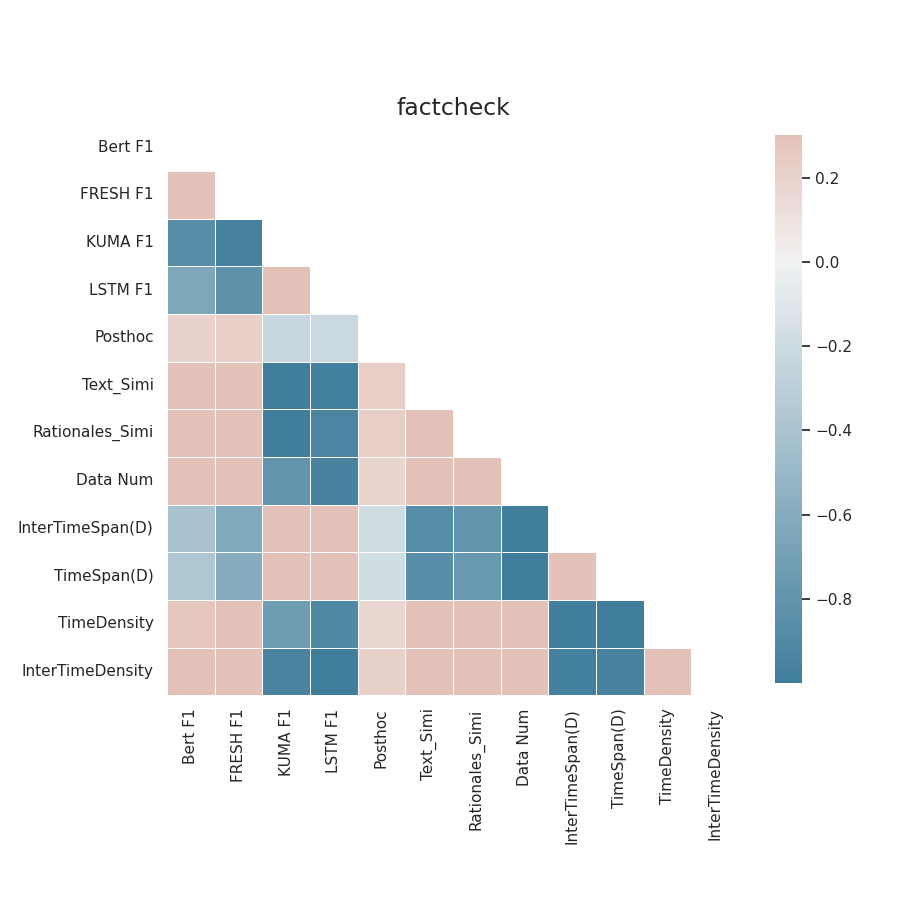 factcheck
Bert F1
FRESH F1
KUMA F1
LSTM F1
Posthoc
Text_Simi
Rationales_Simi
Data Num
InterTimeSpan(D)
TimeSpan(D)
TimeDensity
InterTimeDensity
Bert F1
FRESH F1
KUMA F1
LSTM F1
Posthoc
Text_Simi
Rationales_Simi
Data Num
InterTimeSpan(D)
TimeSpan(D)
TimeDensity
InterTimeDensity
0.2
0.0
−0.2
−0.4
−0.6
−0.8